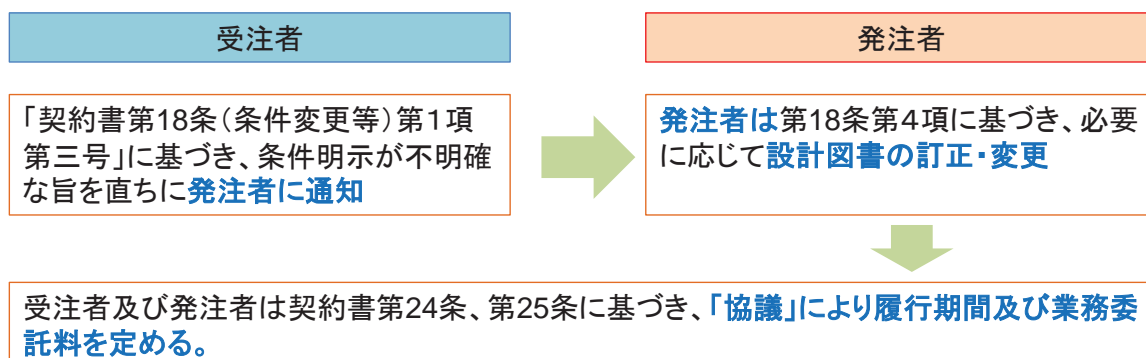 受注者
発注者
「契約書第18条(条件変更等)第1項
第三号」に基づき、条件明示が不明確
な旨を直ちに発注者に通知
発注者は第18条第4項に基づき、必要
に応じて設計図書の訂正・変更
受注者及び発注者は契約書第24条、第25条に基づき、「協議」により履行期間及び業務委
託料を定める。